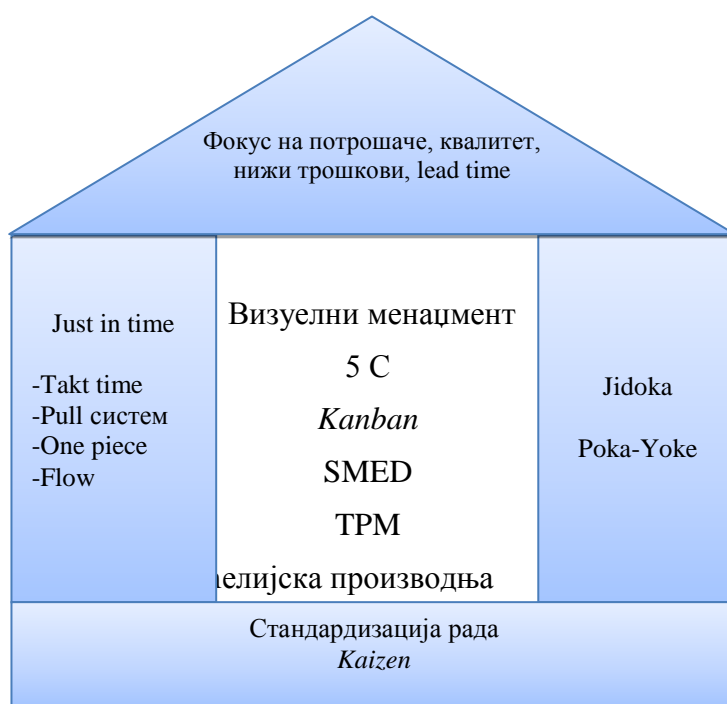 Фокус на потрошаче, квалитет,
нижи трошкови, lead time
Just in time
-Takt time
-Pull систем
-One piece
-Flow
Визуелни менаџмент
5 С
Kanban
SMED
TPM
производња
Jidoka
Poka-Yoke
Стандардизација рада
Kaizen